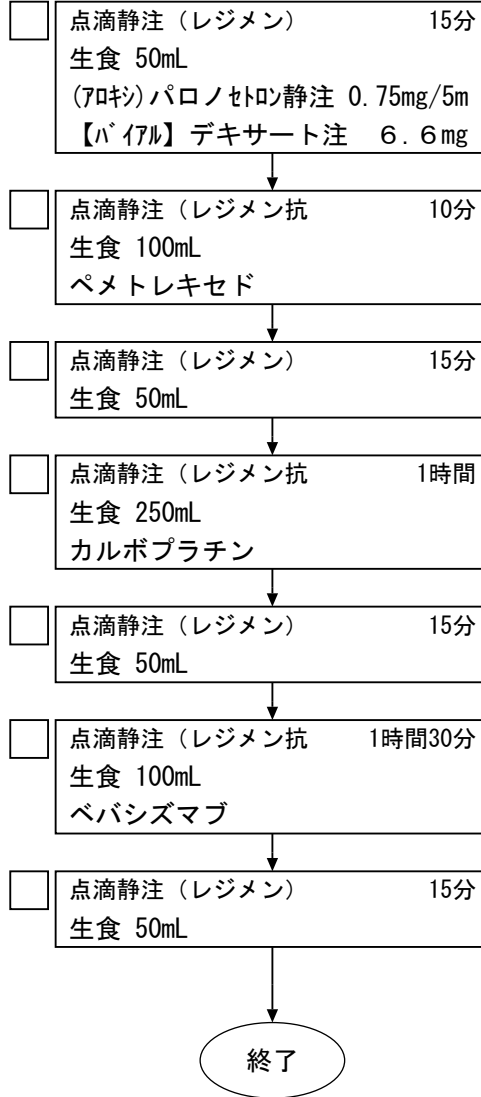 点滴静注（レジメン） 15分
生食 50mL
(アロキシ)パロノセトロン静注 0.75mg/5m
【バイアル】デキサート注 ６.６mg
点滴静注（レジメン抗 10分
生食 100mL
ペメトレキセド
点滴静注（レジメン） 15分
生食 50mL
点滴静注（レジメン抗 1時間
生食 250mL
カルボプラチン
点滴静注（レジメン） 15分
生食 50mL
点滴静注（レジメン抗 1時間30分
生食 100mL
ベバシズマブ
点滴静注（レジメン） 15分
生食 50mL
終了